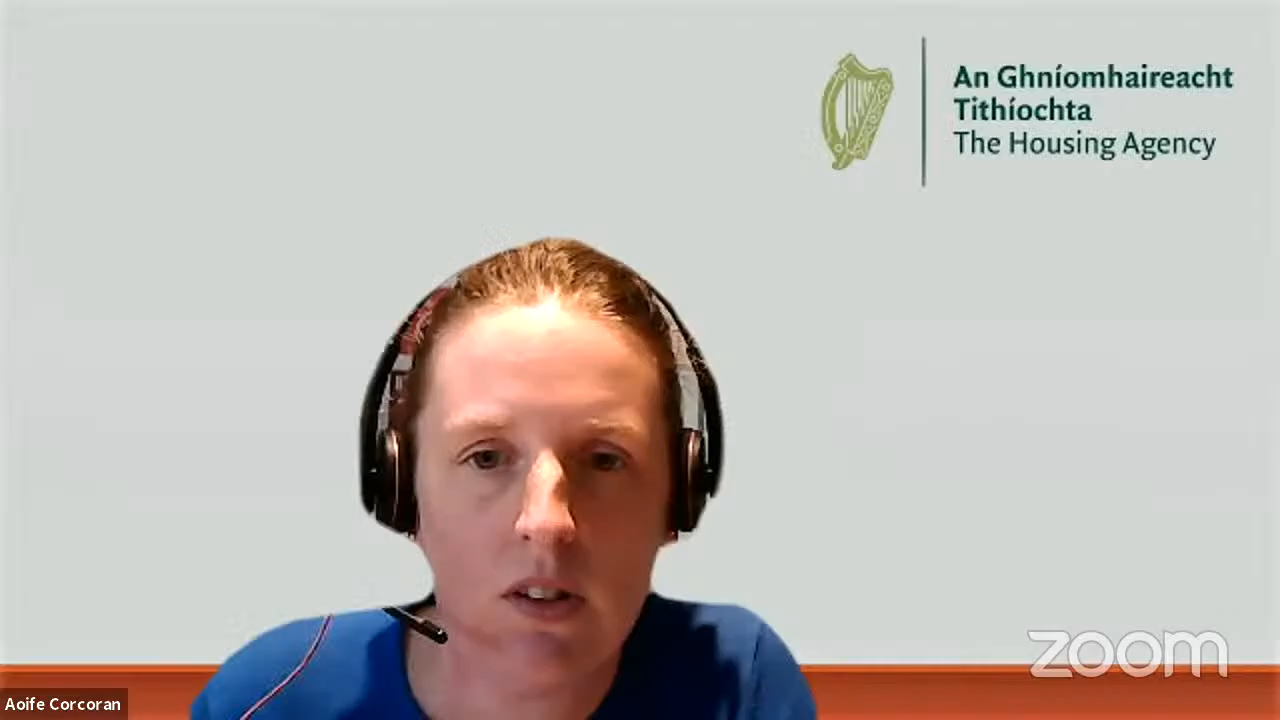 An Ghníomhaireacht
Tithíochta
The Housing Agency
zoom
Aoife Corcoran